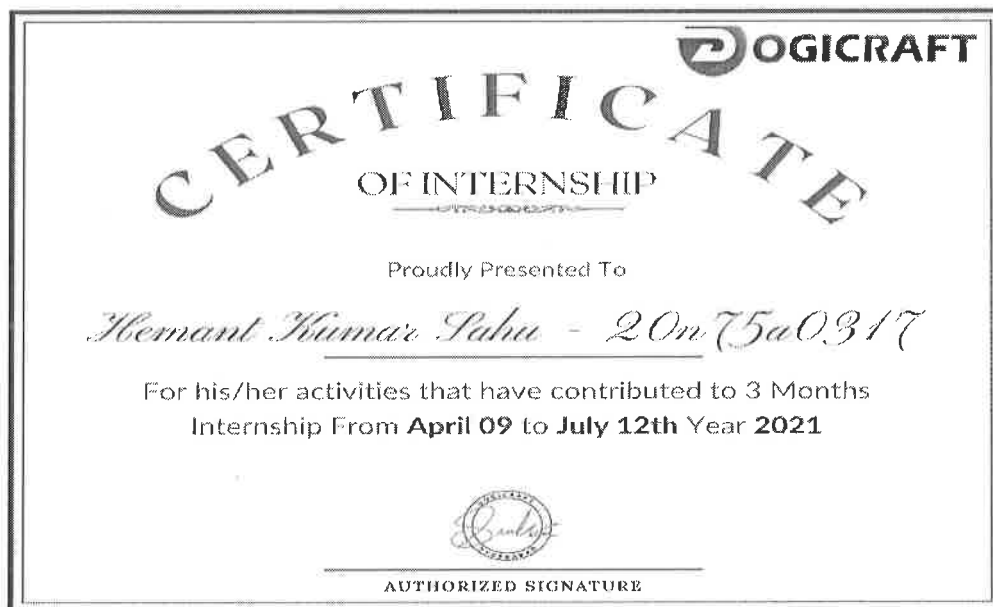 DOGICRAFT
CERTIFICATE
OF INTERNSHIP
Proudly Presented To
Hemant Kumar Sahu - 20n75a0317
For his/her activities that have contributed to 3 Months
Internship From April 09 to July 12th Year 2021
AUTHORIZED SIGNATURE